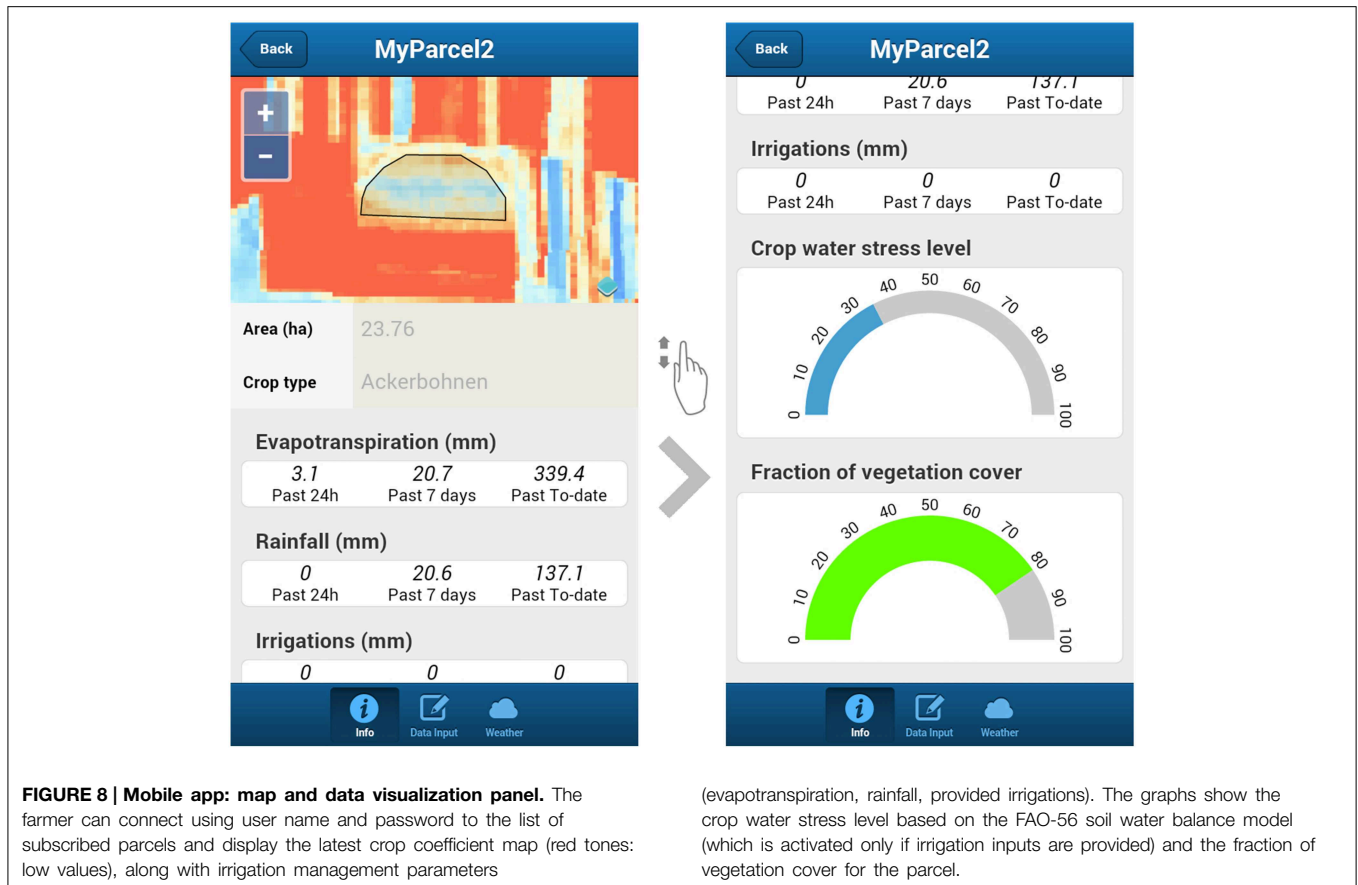 Back
MyParcel2
+
−
Area (ha) 23.76
Crop type Ackerbohnen
Evapotranspiration (mm)
3.1 20.7 339.4
Past 24h Past 7 days Past To-date
Rainfall (mm)
0 20.6 137.1
Past 24h Past 7 days Past To-date
Irrigations (mm)
0 0 0
Info Data Input Weather
Back
MyParcel2
0 20.6 137.1
Past 24h Past 7 days Past To-date
Irrigations (mm)
0 0 0
Past 24h Past 7 days Past To-date
Crop water stress level
0 10 20 30 40 50 60 70 80 90 100
Fraction of vegetation cover
0 10 20 30 40 50 60 70 80 90 100
Info Data Input Weather
FIGURE 8 | Mobile app: map and data visualization panel. The
farmer can connect using user name and password to the list of
subscribed parcels and display the latest crop coefficient map (red tones:
low values), along with irrigation management parameters
(evapotranspiration, rainfall, provided irrigations). The graphs show the
crop water stress level based on the FAO-56 soil water balance model
(which is activated only if irrigation inputs are provided) and the fraction of
vegetation cover for the parcel.